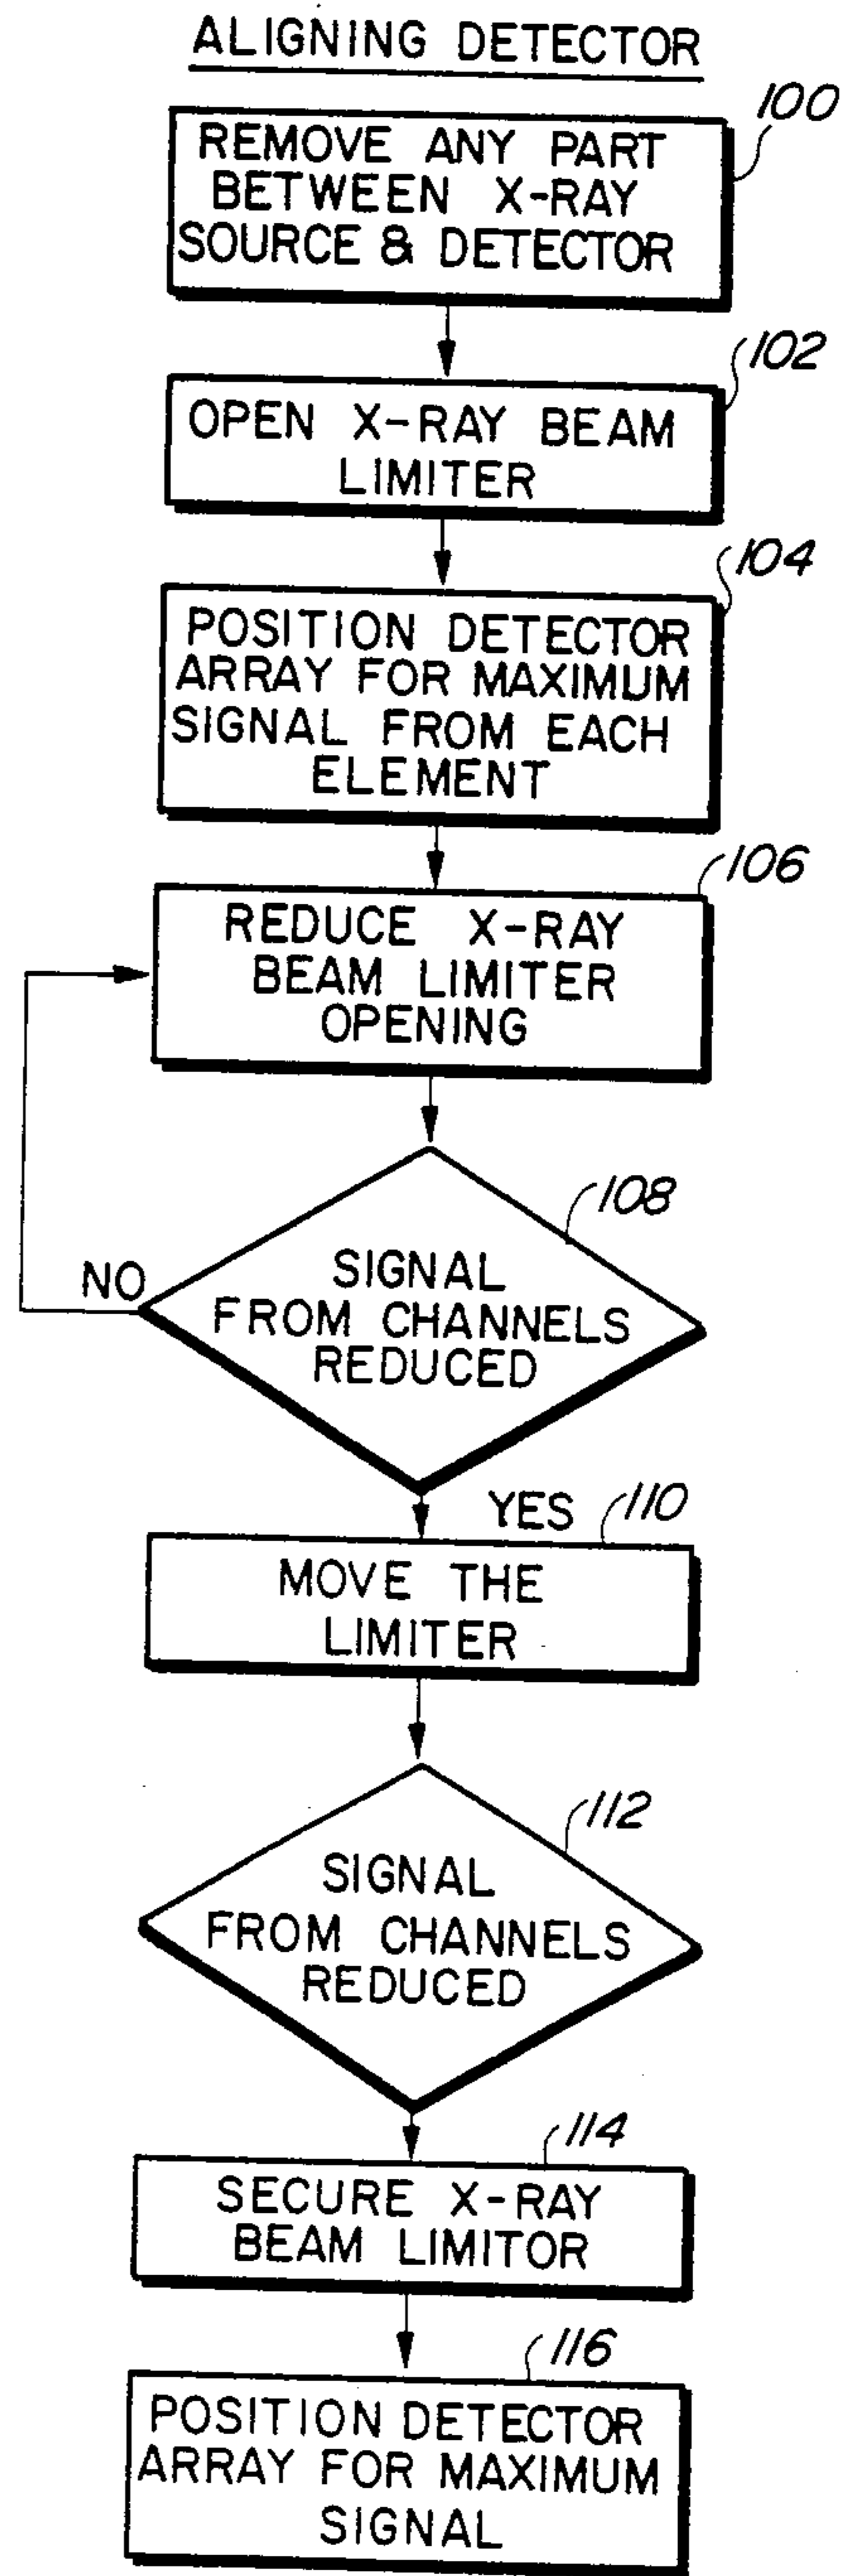 ALIGNING DETECTOR
100
REMOVE ANY PART
BETWEEN X-RAY
SOURCE & DETECTOR
102
OPEN X-RAY BEAM
LIMITER
104
POSITION DETECTOR
ARRAY FOR MAXIMUM
SIGNAL FROM EACH
ELEMENT
106
REDUCE X-RAY
BEAM LIMITER
OPENING
108
SIGNAL
FROM CHANNELS
REDUCED
NO
YES
110
MOVE THE
LIMITER
112
SIGNAL
FROM CHANNELS
REDUCED
114
SECURE X-RAY
BEAM LIMITOR
116
POSITION DETECTOR
ARRAY FOR MAXIMUM
SIGNAL